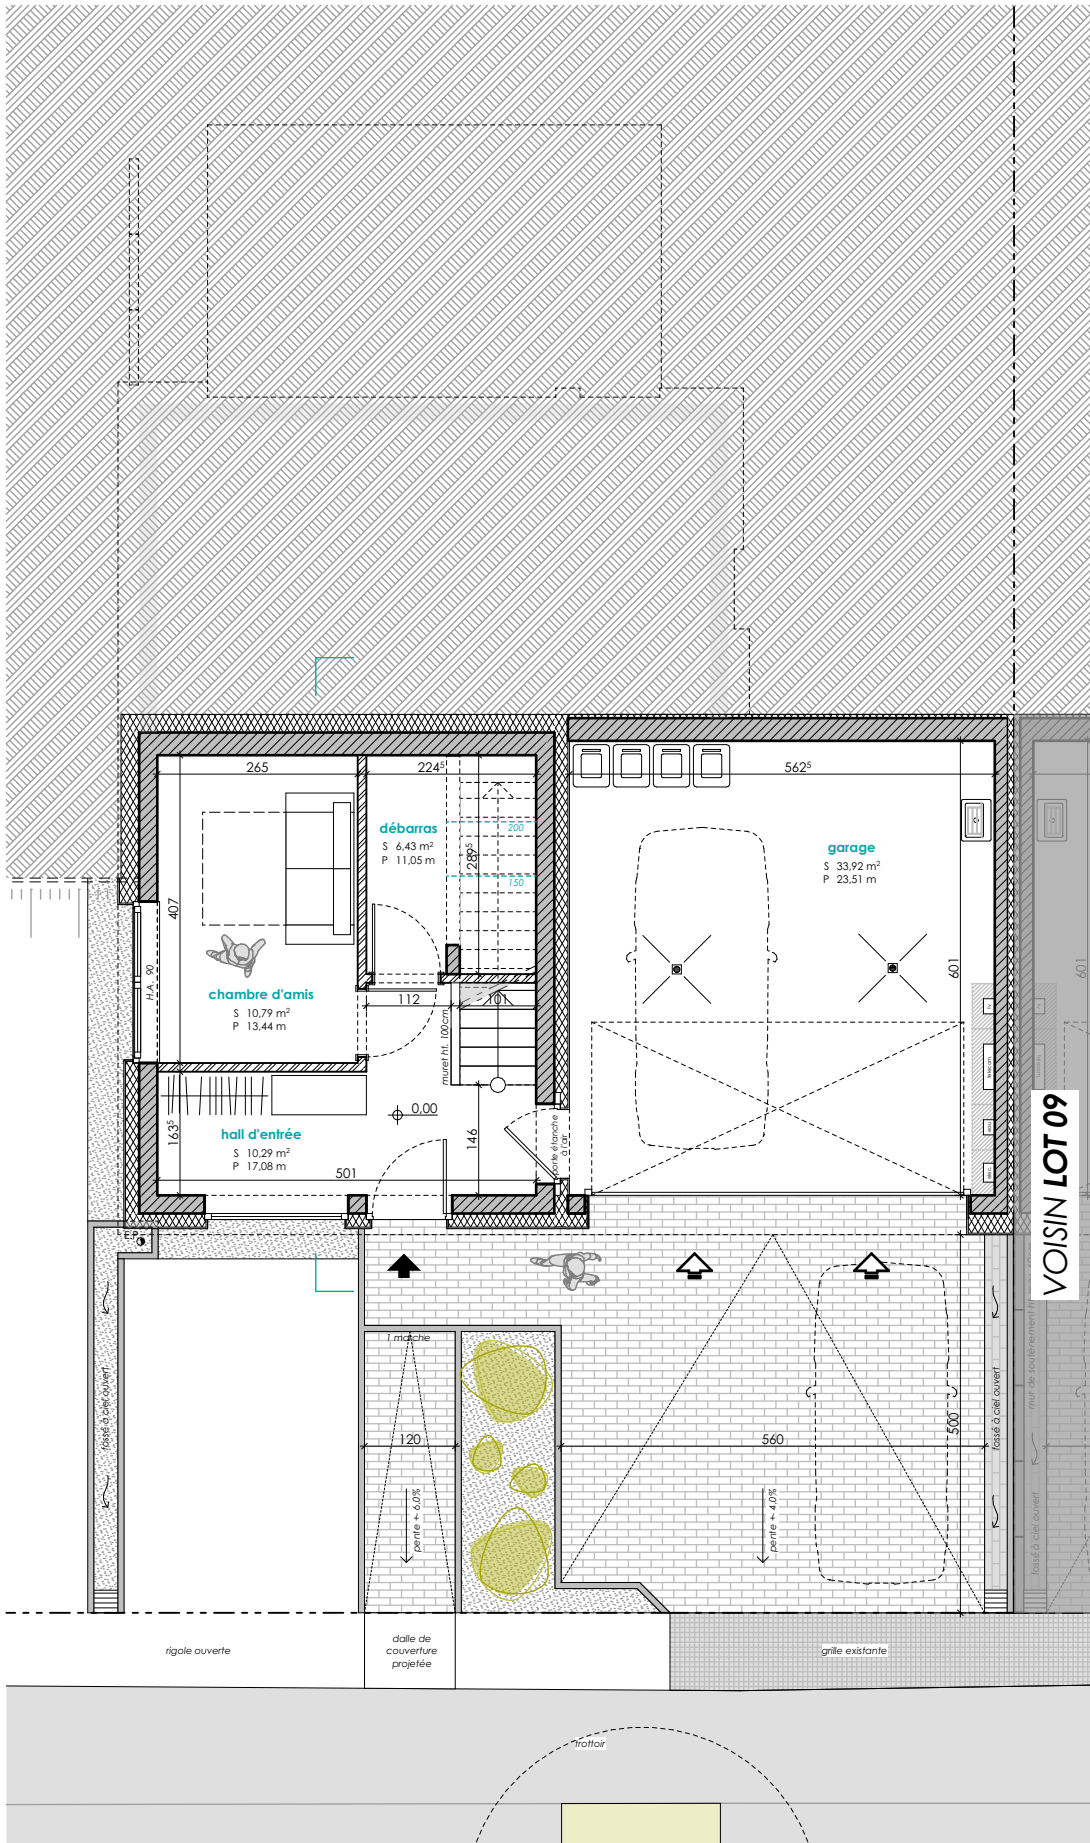 265
224⁵
562⁵
débarras
S 6,43 m²
P 11,05 m
200
289⁵
150
garage
S 33,92 m²
P 23,51 m
407
601
601
H.A. 90
chambre d'amis
S 10,79 m²
P 13,44 m
112
101
muret ht. 100cm
telecom
0,00
163⁵
hall d'entrée
S 10,29 m²
P 17,08 m
146
porte étanche
à l'air
501
VOISIN LOT 09
E.P.
1 marche
fossé à ciel ouvert
120
560
500
fossé à ciel ouvert
fossé à ciel ouvert
pente +- 6,0%
pente +- 4,0%
rigole ouverte
dalle de
couverture
projetée
grille existante
trottoir